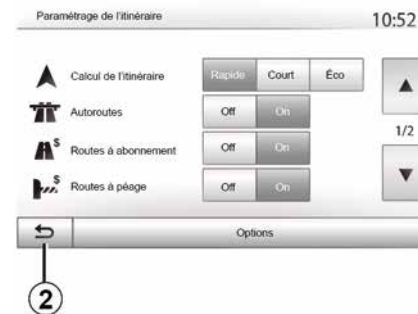 Paramétrage de l'itinéraire 10:52
Calcul de l'itinéraire Rapide Court Éco
Autoroutes Off On
1/2
$ Routes à abonnement Off On
$ Routes à péage Off On
Options
2